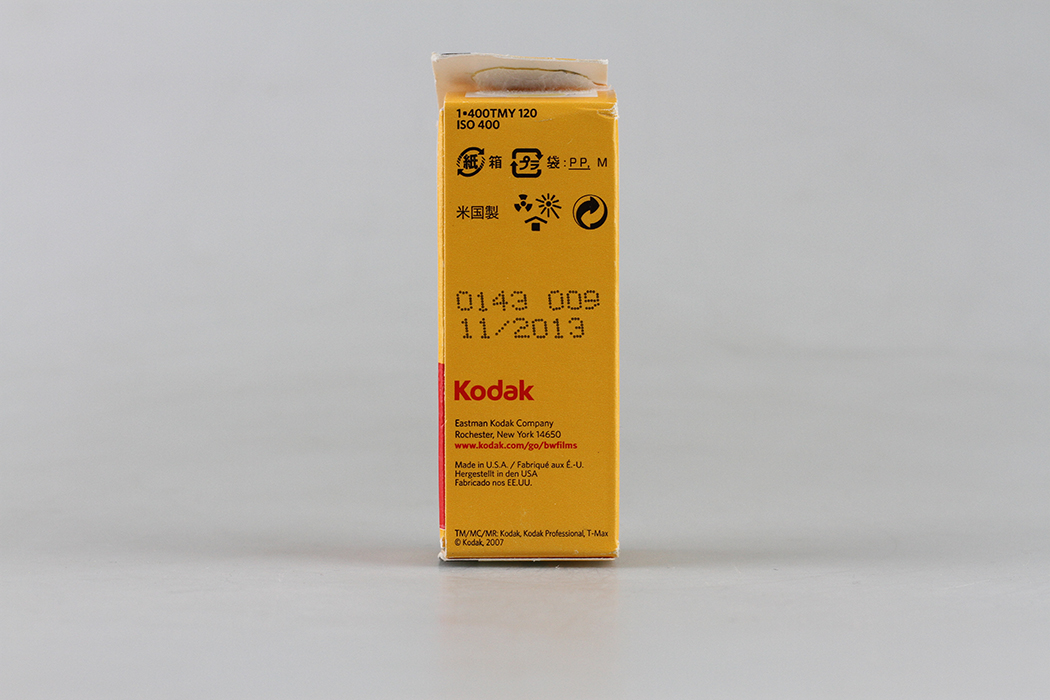 1▪400TMY 120
ISO 400
紙 箱 プラ 袋:PP, M
米国製
0143 009
11/2013
Kodak
Eastman Kodak Company
Rochester, New York 14650
www.kodak.com/go/bwfilms
Made in U.S.A. / Fabriqué aux É.-U.
Hergestellt in den USA
Fabricado nos EE.UU.
TM/MC/MR: Kodak, Kodak Professional, T-Max
© Kodak, 2007